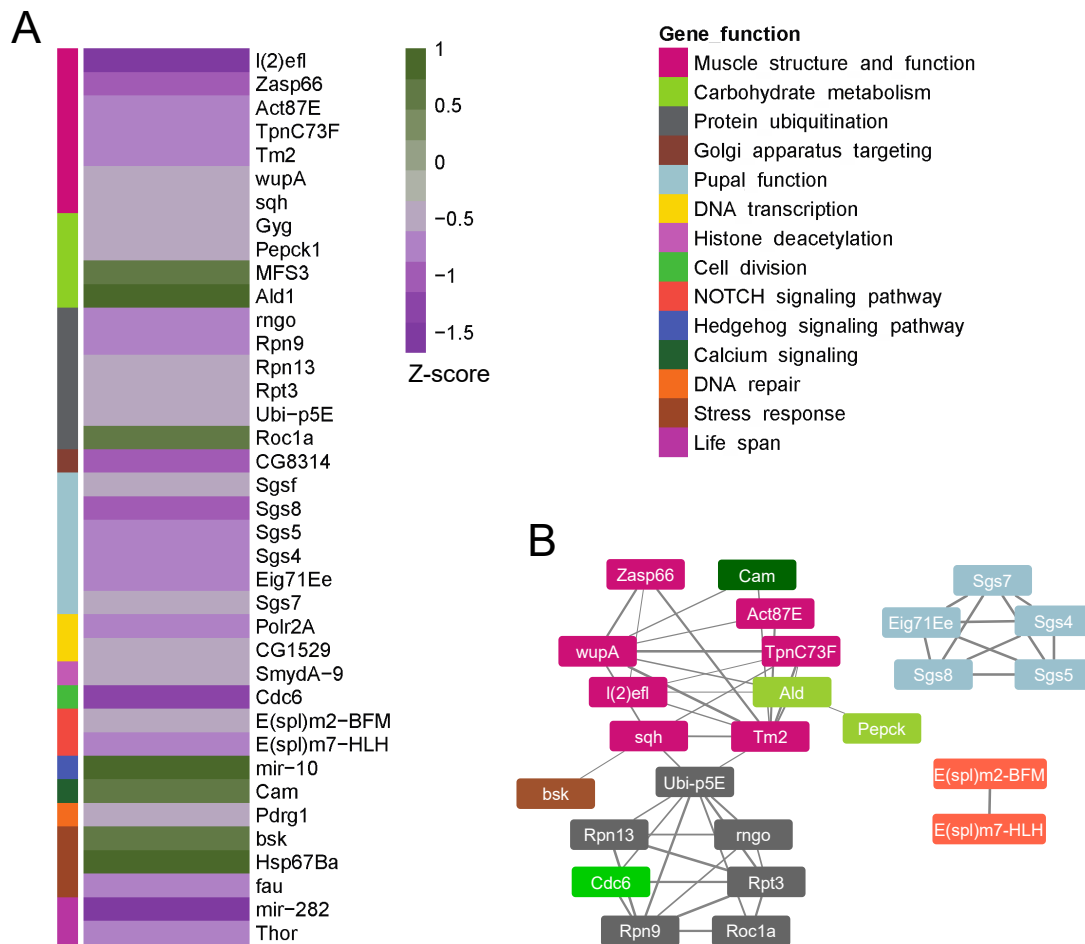 A
l(2)efl
Zasp66
Act87E
TpnC73F
Tm2
wupA
sqh
Gyg
Pepck1
MFS3
Ald1
rngo
Rpn9
Rpn13
Rpt3
Ubi−p5E
Roc1a
CG8314
Sgsf
Sgs8
Sgs5
Sgs4
Eig71Ee
Sgs7
Polr2A
CG1529
SmydA−9
Cdc6
E(spl)m2−BFM
E(spl)m7−HLH
mir−10
Cam
Pdrg1
bsk
Hsp67Ba
fau
mir−282
Thor
1
0.5
0
−0.5
−1
−1.5
Z-score
Gene_function
Muscle structure and function
Carbohydrate metabolism
Protein ubiquitination
Golgi apparatus targeting
Pupal function
DNA transcription
Histone deacetylation
Cell division
NOTCH signaling pathway
Hedgehog signaling pathway
Calcium signaling
DNA repair
Stress response
Life span
B
Zasp66
Cam
Act87E
wupA
TpnC73F
l(2)efl
Ald
Pepck
sqh
Tm2
Ubi-p5E
bsk
Rpn13
rngo
Cdc6
Rpt3
Rpn9
Roc1a
Sgs7
Eig71Ee
Sgs4
Sgs8
Sgs5
E(spl)m2-BFM
E(spl)m7-HLH